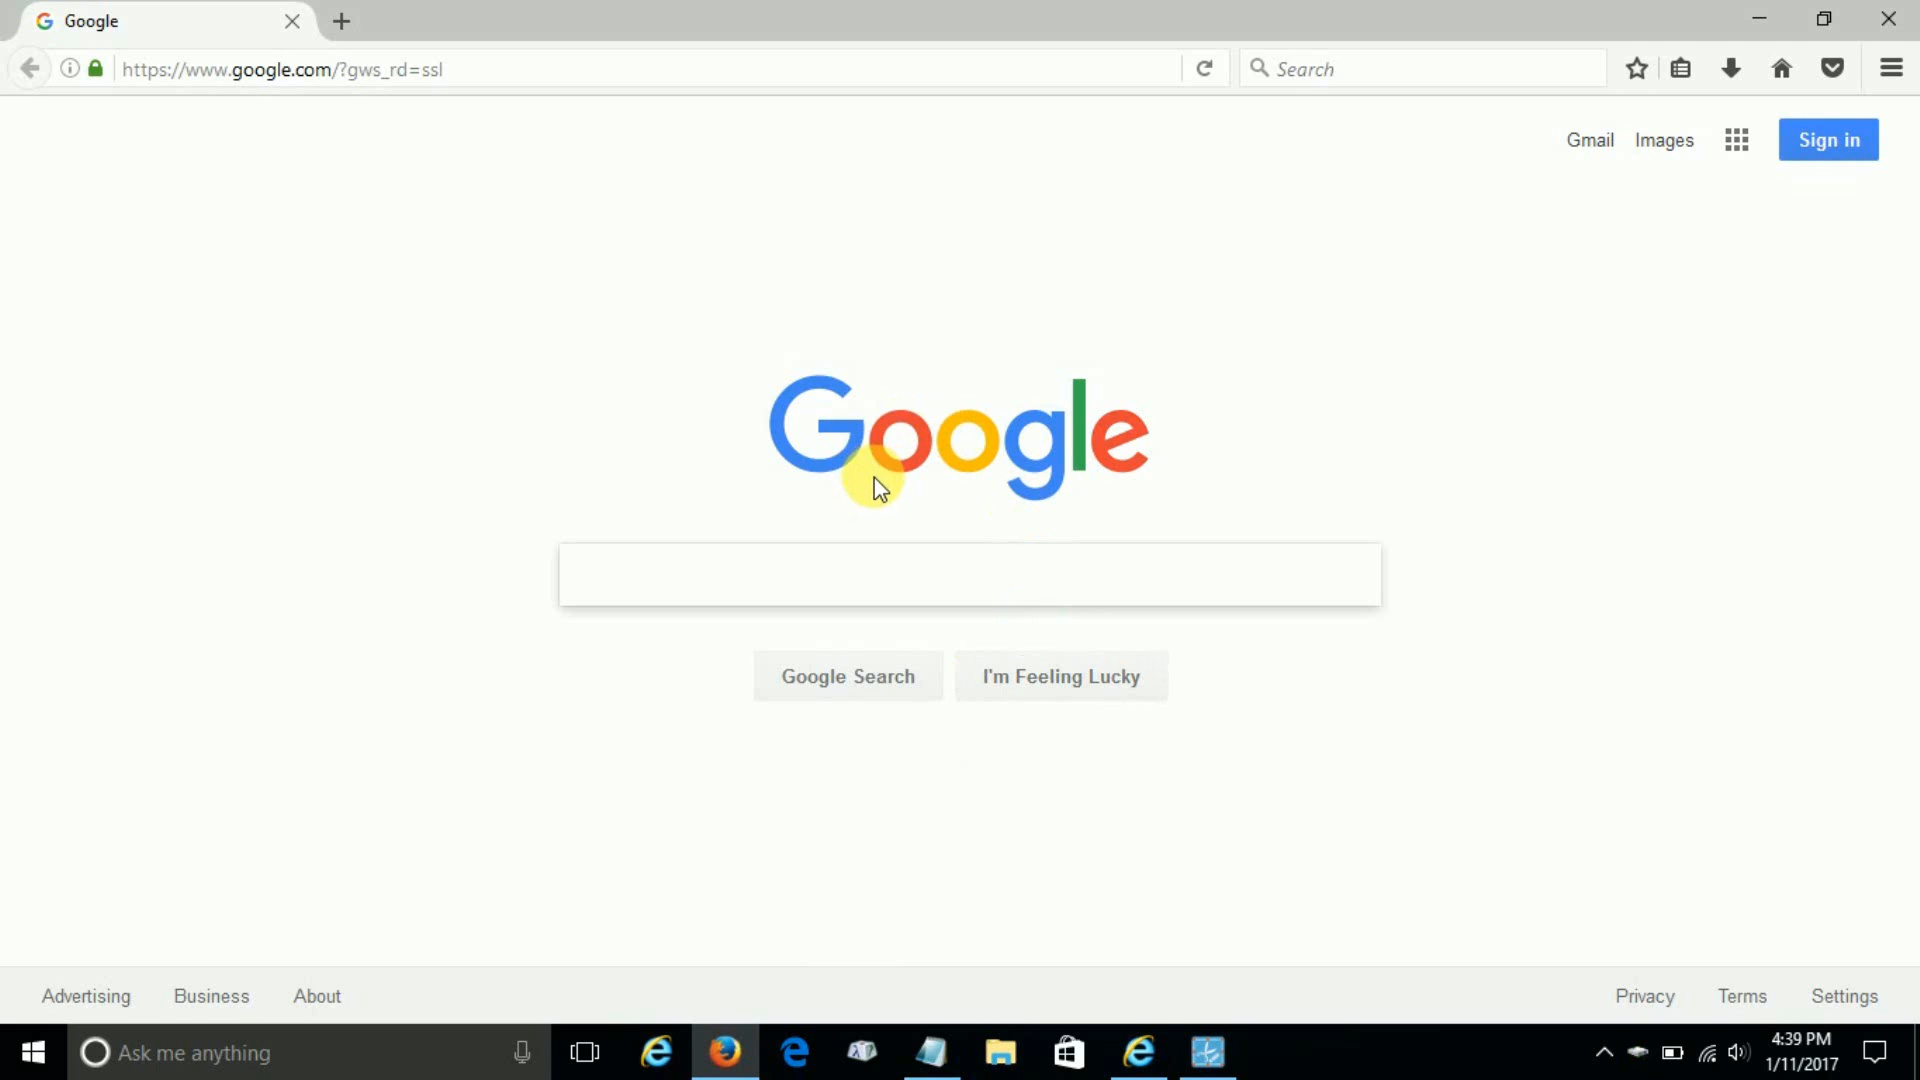 Google
https://www.google.com/?gws_rd=ssl
Search
Gmail
Images
Sign in
Google
Google Search
I'm Feeling Lucky
Advertising
Business
About
Privacy
Terms
Settings
Ask me anything
4:39 PM
1/11/2017